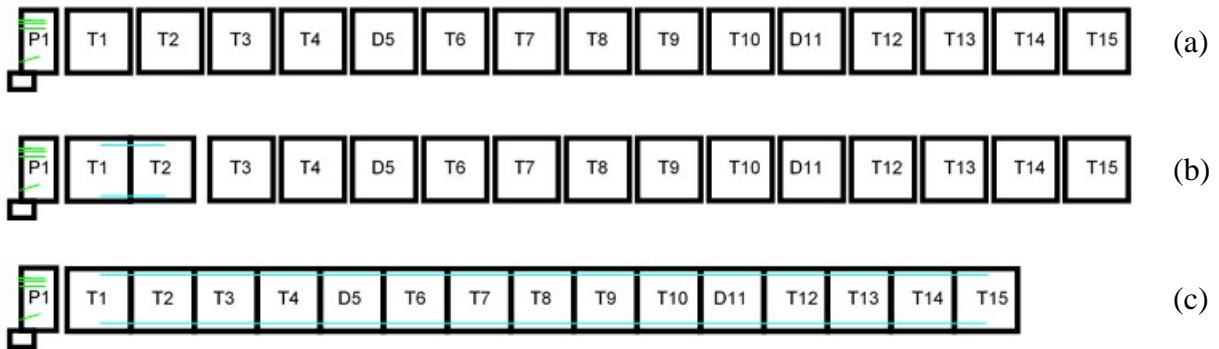 P1 T1 T2 T3 T4 D5 T6 T7 T8 T9 T10 D11 T12 T13 T14 T15 (a)
P1 T1 T2 T3 T4 D5 T6 T7 T8 T9 T10 D11 T12 T13 T14 T15 (b)
P1 T1 T2 T3 T4 D5 T6 T7 T8 T9 T10 D11 T12 T13 T14 T15 (c)